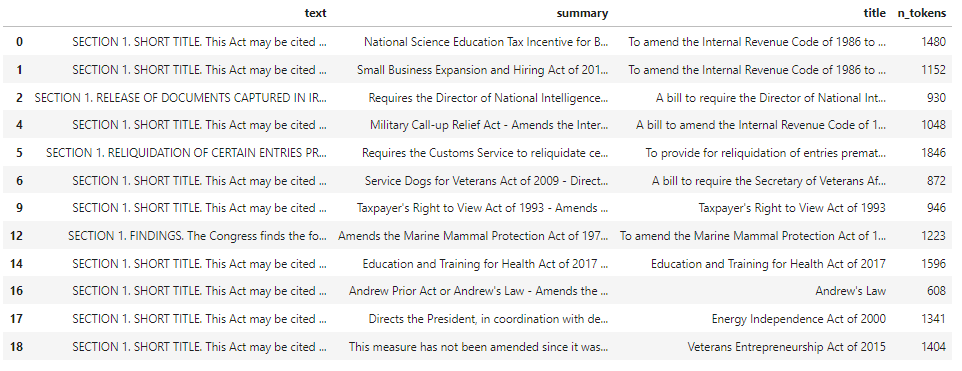 text summary title n_tokens
0 SECTION 1. SHORT TITLE. This Act may be cited ... National Science Education Tax Incentive for B... To amend the Internal Revenue Code of 1986 to ... 1480
1 SECTION 1. SHORT TITLE. This Act may be cited ... Small Business Expansion and Hiring Act of 201... To amend the Internal Revenue Code of 1986 to ... 1152
2 SECTION 1. RELEASE OF DOCUMENTS CAPTURED IN IR... Requires the Director of National Intelligence... A bill to require the Director of National Int... 930
4 SECTION 1. SHORT TITLE. This Act may be cited ... Military Call-up Relief Act - Amends the Inter... A bill to amend the Internal Revenue Code of 1... 1048
5 SECTION 1. RELIQUIDATION OF CERTAIN ENTRIES PR... Requires the Customs Service to reliquidate ce... To provide for reliquidation of entries premat... 1846
6 SECTION 1. SHORT TITLE. This Act may be cited ... Service Dogs for Veterans Act of 2009 - Direct... A bill to require the Secretary of Veterans Af... 872
9 SECTION 1. SHORT TITLE. This Act may be cited ... Taxpayer's Right to View Act of 1993 - Amends ... Taxpayer's Right to View Act of 1993 946
12 SECTION 1. FINDINGS. The Congress finds the fo... Amends the Marine Mammal Protection Act of 197... To amend the Marine Mammal Protection Act of 1... 1223
14 SECTION 1. SHORT TITLE. This Act may be cited ... Education and Training for Health Act of 2017 ... Education and Training for Health Act of 2017 1596
16 SECTION 1. SHORT TITLE. This Act may be cited ... Andrew Prior Act or Andrew's Law - Amends the ... Andrew's Law 608
17 SECTION 1. SHORT TITLE. This Act may be cited ... Directs the President, in coordination with de... Energy Independence Act of 2000 1341
18 SECTION 1. SHORT TITLE. This Act may be cited ... This measure has not been amended since it was... Veterans Entrepreneurship Act of 2015 1404